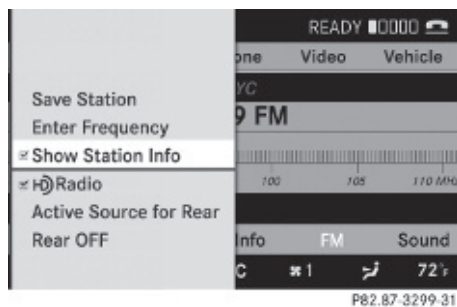 READY
one Video Vehicle
YC
9 FM
Save Station
Enter Frequency
Show Station Info
HD Radio
100 105 110 MHz
Active Source for Rear
Rear OFF
Info FM Sound
C 1 72°F
P82.87-3299-31